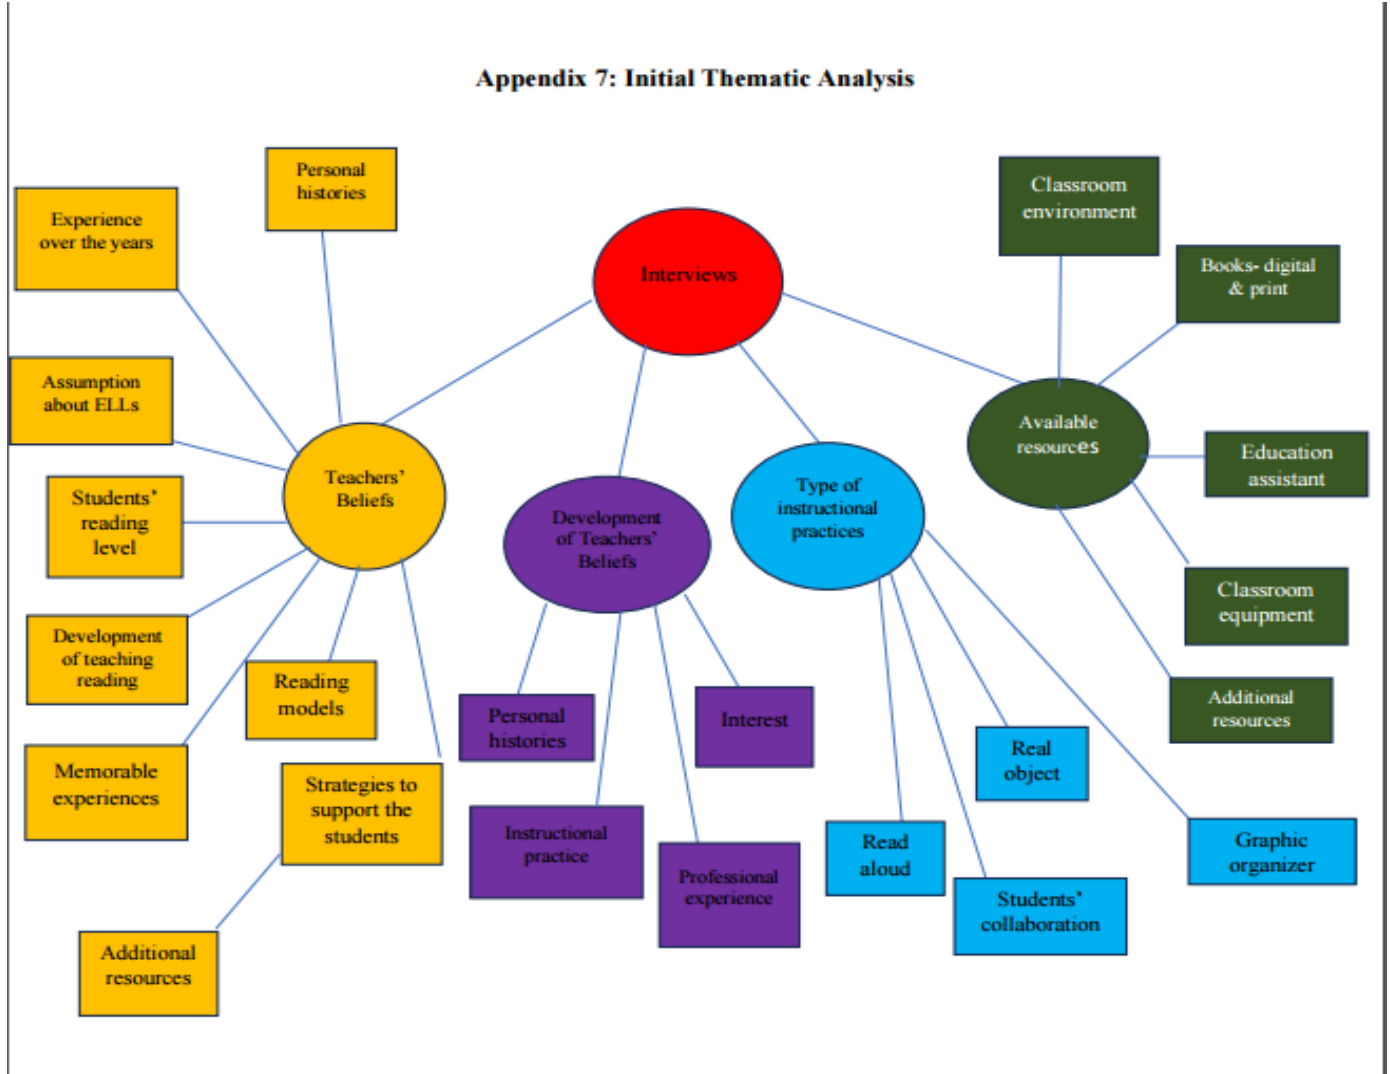 Appendix 7: Initial Thematic Analysis
Interviews
Teachers'
Beliefs
Personal
histories
Experience
over the years
Assumption
about ELLs
Students'
reading
level
Development
of teaching
reading
Memorable
experiences
Reading
models
Strategies to
support the
students
Additional
resources
Development
of Teachers'
Beliefs
Personal
histories
Instructional
practice
Professional
experience
Interest
Type of
instructional
practices
Read
aloud
Students'
collaboration
Real
object
Graphic
organizer
Available
resources
Classroom
environment
Books- digital
& print
Education
assistant
Classroom
equipment
Additional
resources